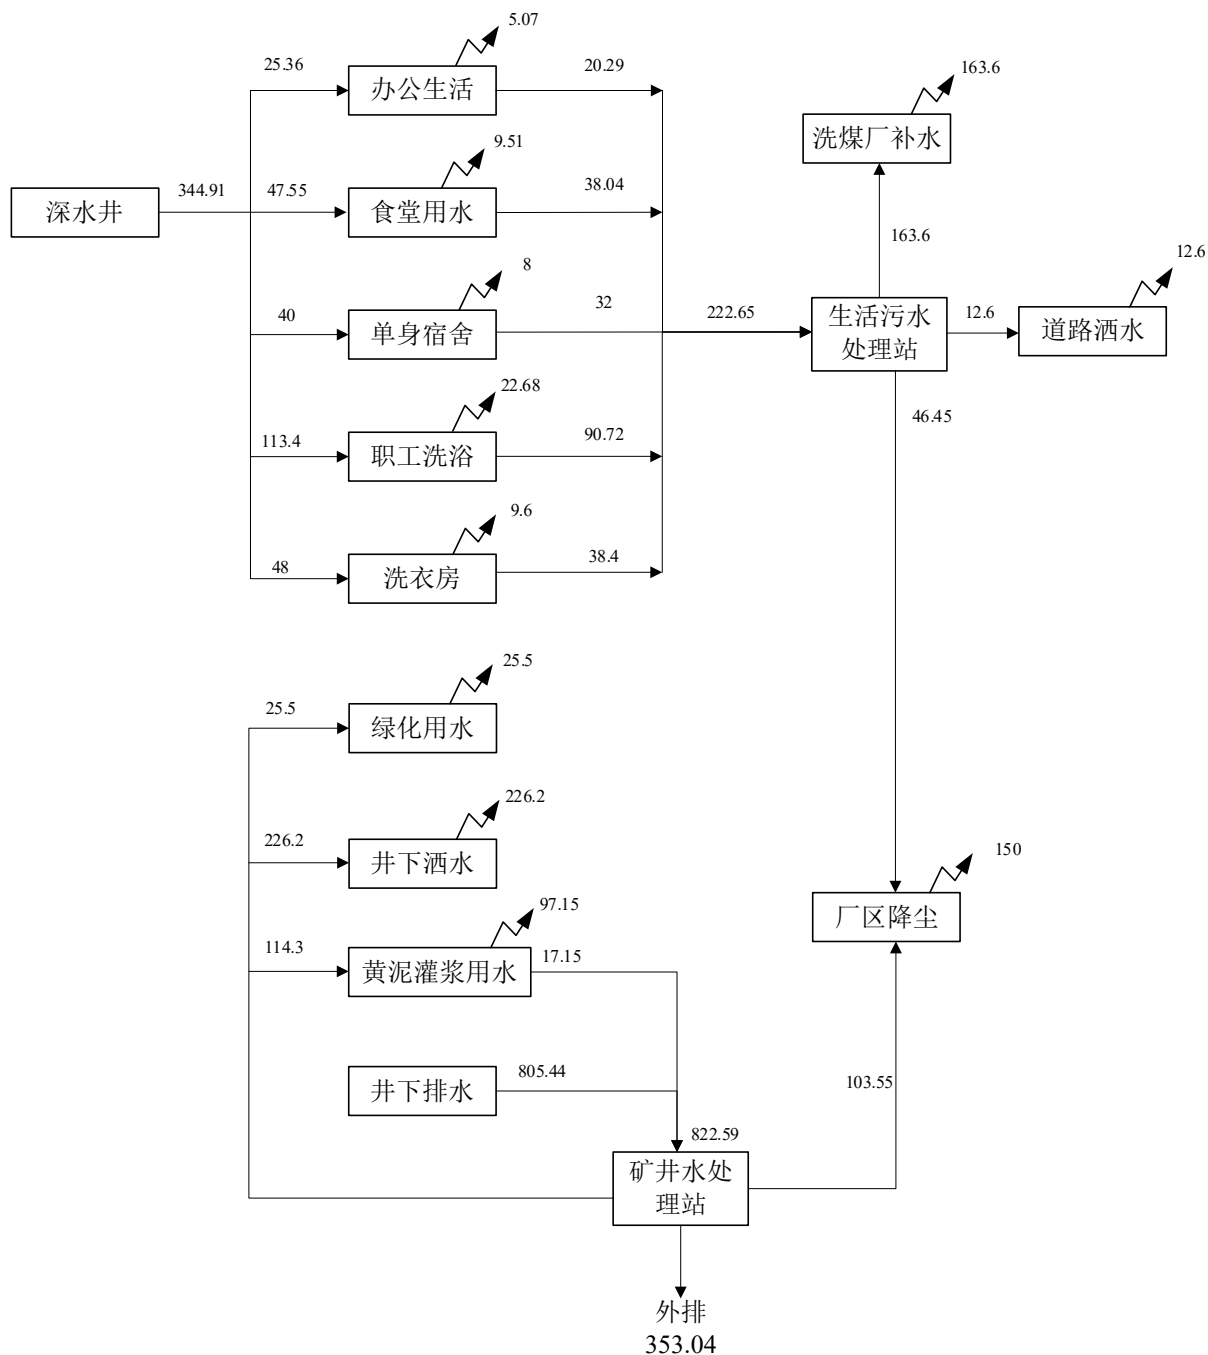 5.07
25.36
办公生活
20.29
163.6
洗煤厂补水
9.51
344.91
47.55
38.04
深水井
食堂用水
163.6
12.6
8
40
单身宿舍
32
222.65
生活污水
处理站
12.6
道路洒水
22.68
46.45
113.4
职工洗浴
90.72
9.6
48
洗衣房
38.4
25.5
25.5
绿化用水
226.2
226.2
井下洒水
150
97.15
厂区降尘
114.3
黄泥灌浆用水
17.15
805.44
井下排水
103.55
822.59
矿井水处
理站
外排
353.04